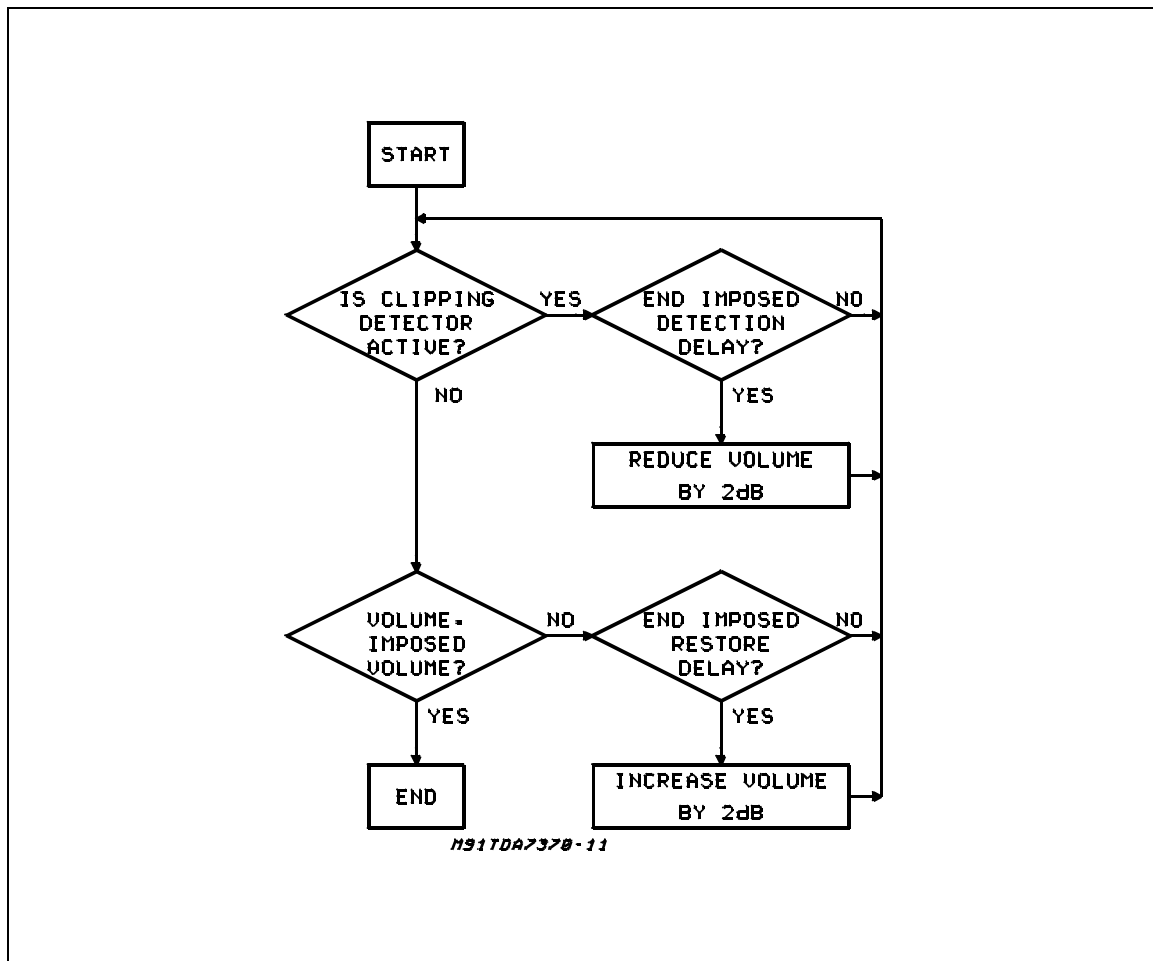 START
IS CLIPPING
DETECTOR
ACTIVE?
YES
END IMPOSED
DETECTION
DELAY?
NO
NO
YES
REDUCE VOLUME
BY 2dB
VOLUME=
IMPOSED
VOLUME?
NO
END IMPOSED
RESTORE
DELAY?
NO
YES
YES
END
INCREASE VOLUME
BY 2dB
M91TDA7370-11